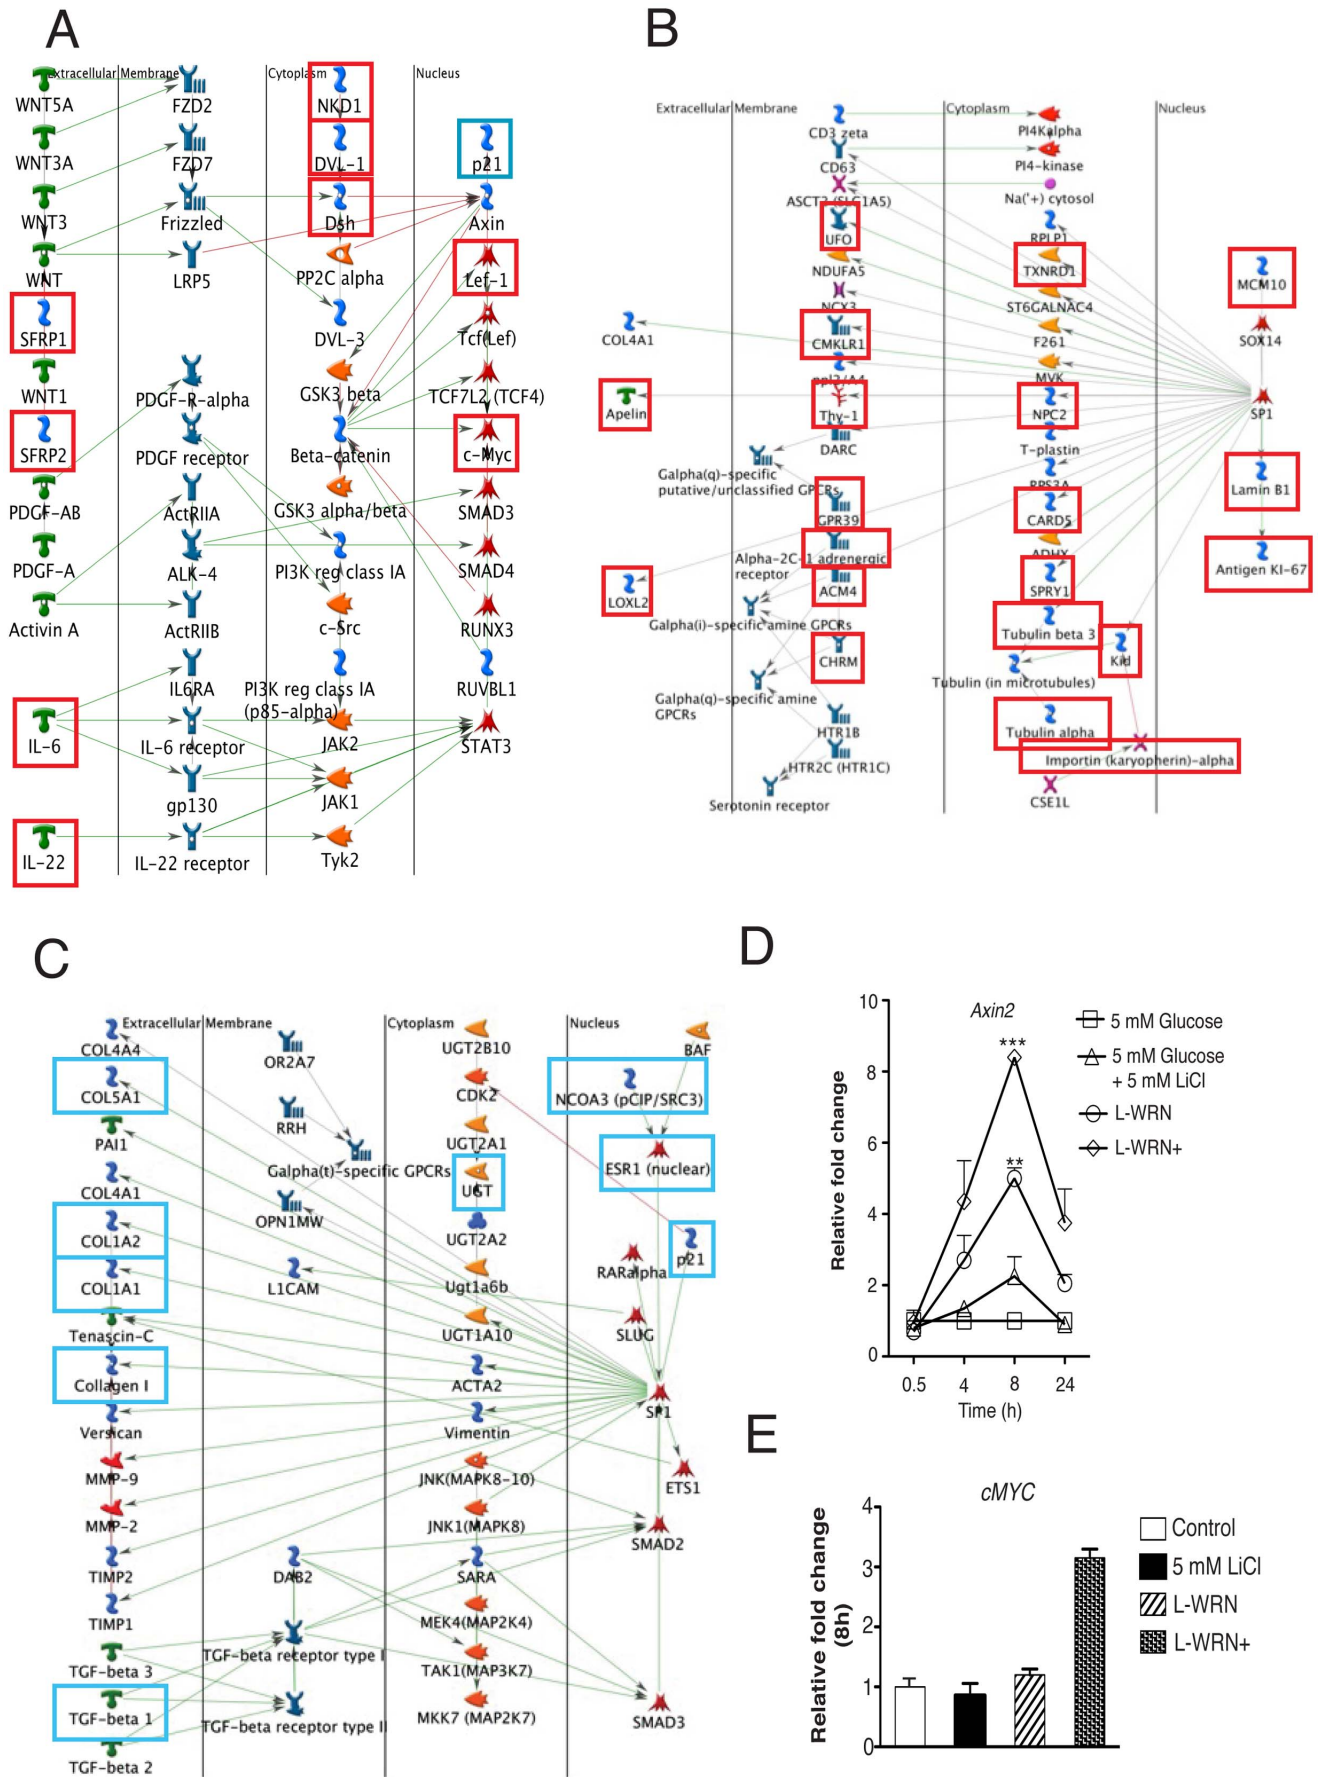 A
Extracellular
Membrane
Cytoplasm
Nucleus
WNT5A
WNT3A
WNT3
WNT
SFRP1
WNT1
SFRP2
PDGF-AB
PDGF-A
Activin A
IL-6
IL-22
FZD2
FZD7
Frizzled
LRP5
PDGF-R-alpha
PDGF receptor
ActRIIA
ALK-4
ActRIIB
IL6RA
IL-6 receptor
gp130
IL-22 receptor
NKD1
DVL-1
Dsh
PP2C alpha
DVL-3
GSK3 beta
Beta-catenin
GSK3 alpha/beta
PI3K reg class IA
c-Src
PI3K reg class IA
(p85-alpha)
JAK2
JAK1
Tyk2
p21
Axin
Lef-1
Tcf(Lef)
TCF7L2 (TCF4)
c-Myc
SMAD3
SMAD4
RUNX3
RUVBL1
STAT3
B
Extracellular
Membrane
Cytoplasm
Nucleus
COL4A1
Apelin
LOXL2
CD3 zeta
CD63
ASCT2 (SLC1A5)
UFO
NDUFA5
NCX3
CMKLR1
Thy-1
DARC
Galpha(q)-specific
putative/unclassified GPCRs
GPR39
Alpha-2C-1 adrenergic
receptor
ACM4
Galpha(i)-specific amine GPCRs
CHRM
Galpha(q)-specific amine
GPCRs
HTR1B
HTR2C (HTR1C)
Serotonin receptor
PI4Kalpha
PI4-kinase
Na('+) cytosol
RPLP1
TXNRD1
ST6GALNAC4
F261
MVK
NPC2
T-plastin
RPS3A
CARD5
ADHX
SPRY1
Tubulin beta 3
Kid
Tubulin (in microtubules)
Tubulin alpha
Importin (karyopherin)-alpha
CSE1L
MCM10
SOX14
SP1
Lamin B1
Antigen KI-67
C
Extracellular
Membrane
Cytoplasm
Nucleus
COL4A4
COL5A1
PAI1
COL4A1
COL1A2
COL1A1
Tenascin-C
Collagen I
Versican
MMP-9
MMP-2
TIMP2
TIMP1
TGF-beta 3
TGF-beta 1
TGF-beta 2
OR2A7
RRH
Galpha(t)-specific GPCRs
OPN1MW
L1CAM
DAB2
TGF-beta receptor type I
TGF-beta receptor type II
UGT2B10
CDK2
UGT2A1
UGT
UGT2A2
Ugt1a6b
UGT1A10
ACTA2
Vimentin
JNK(MAPK8-10)
JNK1(MAPK8)
SARA
MEK4(MAP2K4)
TAK1(MAP3K7)
MKK7 (MAP2K7)
BAF
NCOA3 (pCIP/SRC3)
ESR1 (nuclear)
p21
RARalpha
SLUG
SP1
ETS1
SMAD2
SMAD3
D
Axin2
Relative fold change
10
8
6
4
2
0
***
**
0.5 4 8 24
Time (h)
5 mM Glucose
5 mM Glucose
+ 5 mM LiCl
L-WRN
L-WRN+
E
cMYC
Relative fold change
(8h)
4
3
2
1
0
Control
5 mM LiCl
L-WRN
L-WRN+